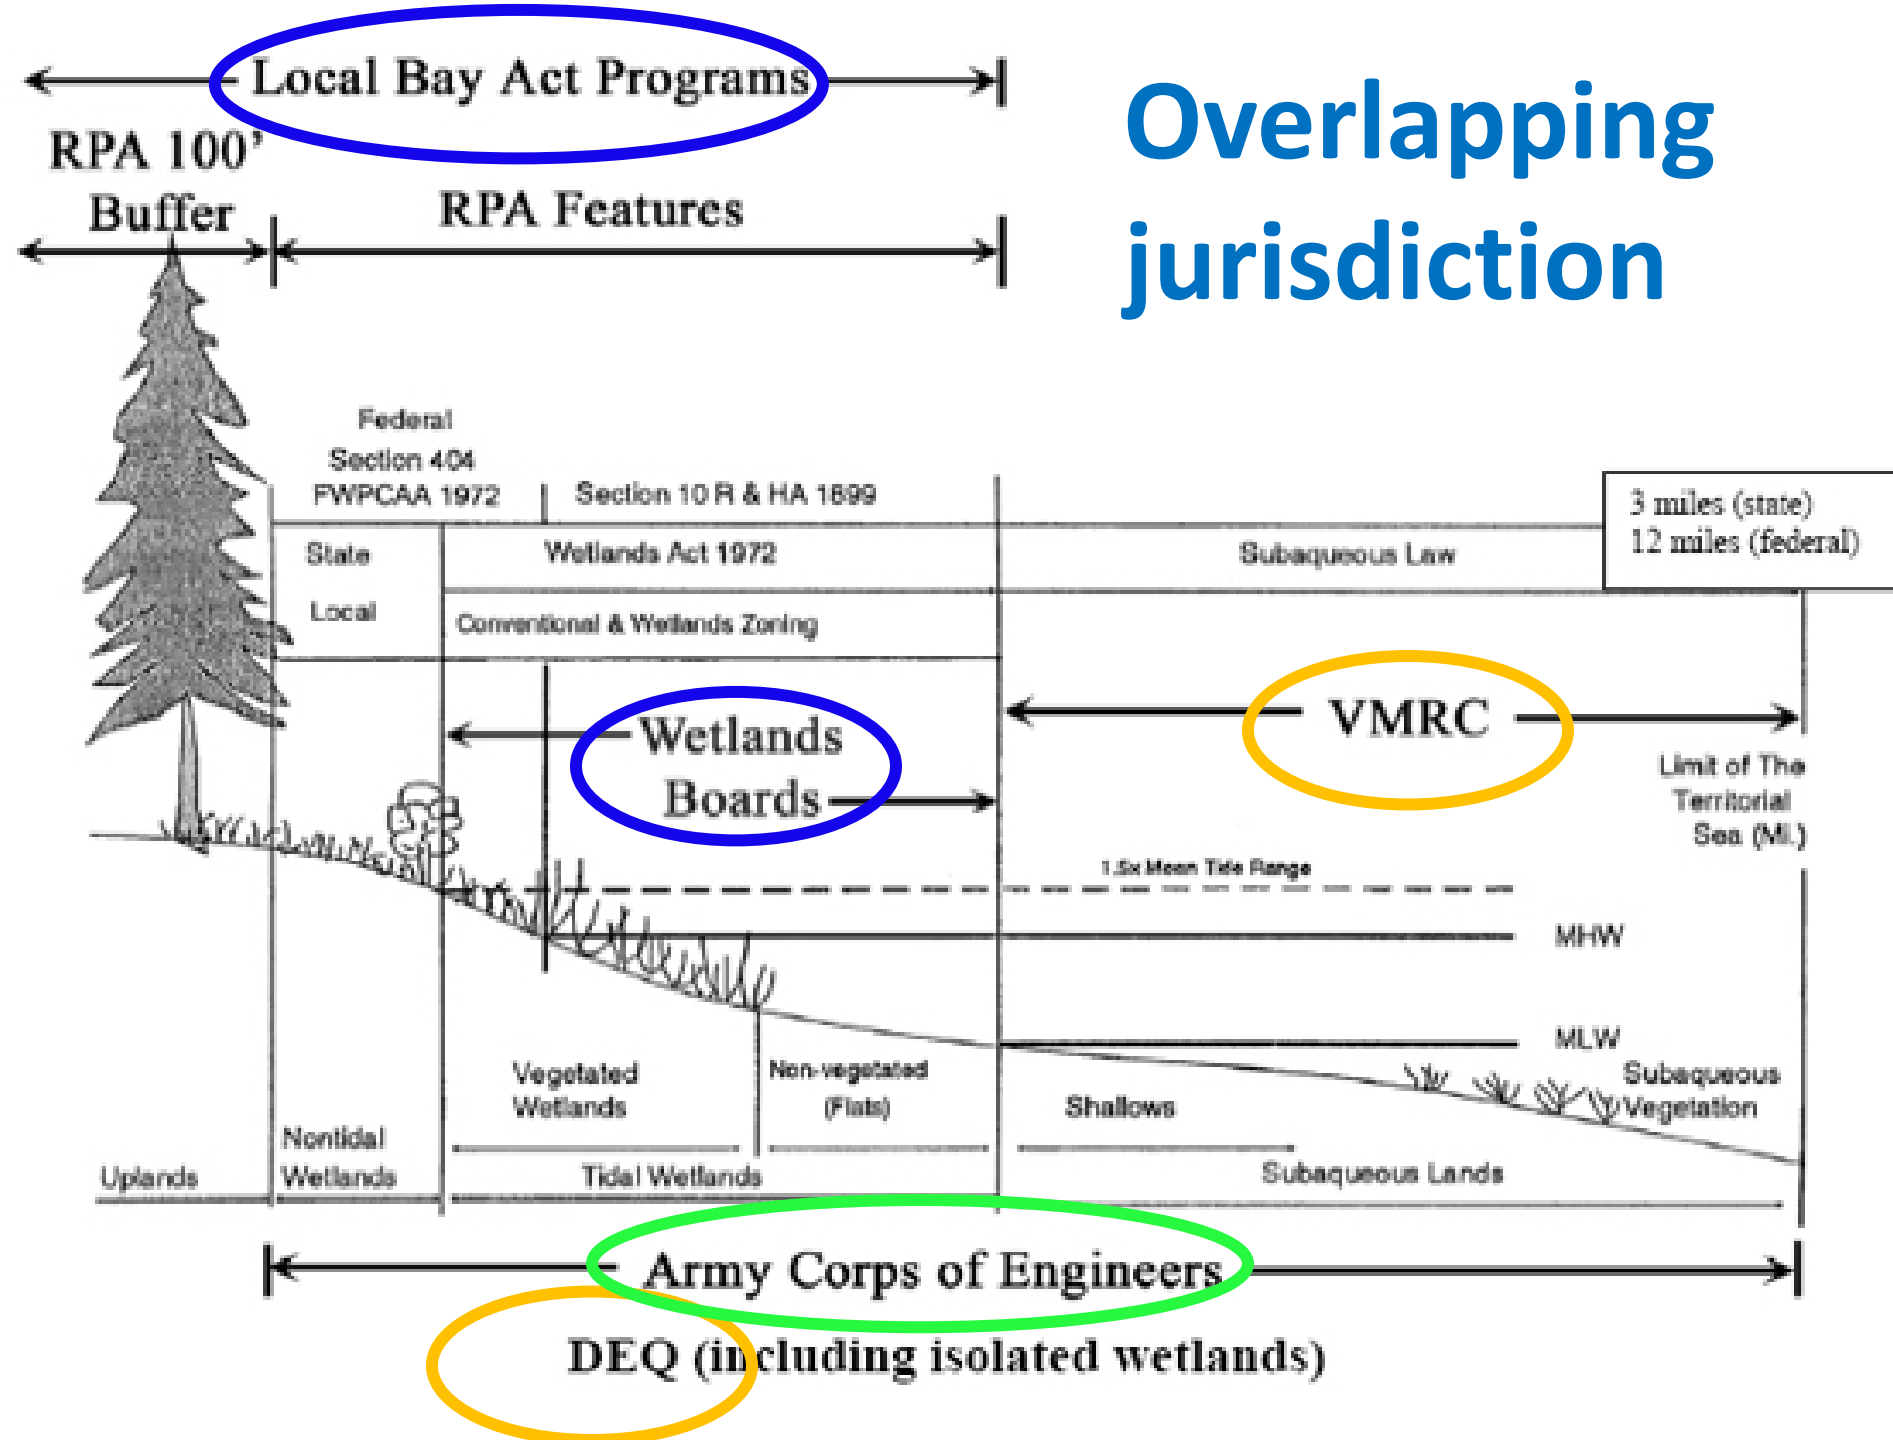 Local Bay Act Programs
Overlapping
jurisdiction
RPA 100’
Buffer
RPA Features
Federal
Section 404
FWPCAA 1972
Section 10 R & HA 1899
3 miles (state)
12 miles (federal)
State
Wetlands Act 1972
Subaqueous Law
Local
Conventional & Wetlands Zoning
Wetlands
Boards
VMRC
Limit of The
Territorial
Sea (Mi.)
1.5x Mean Tide Range
MHW
MLW
Vegetated
Wetlands
Non-vegetated
(Flats)
Shallows
Subaqueous
Vegetation
Nontidal
Wetlands
Uplands
Tidal Wetlands
Subaqueous Lands
Army Corps of Engineers
DEQ (including isolated wetlands)